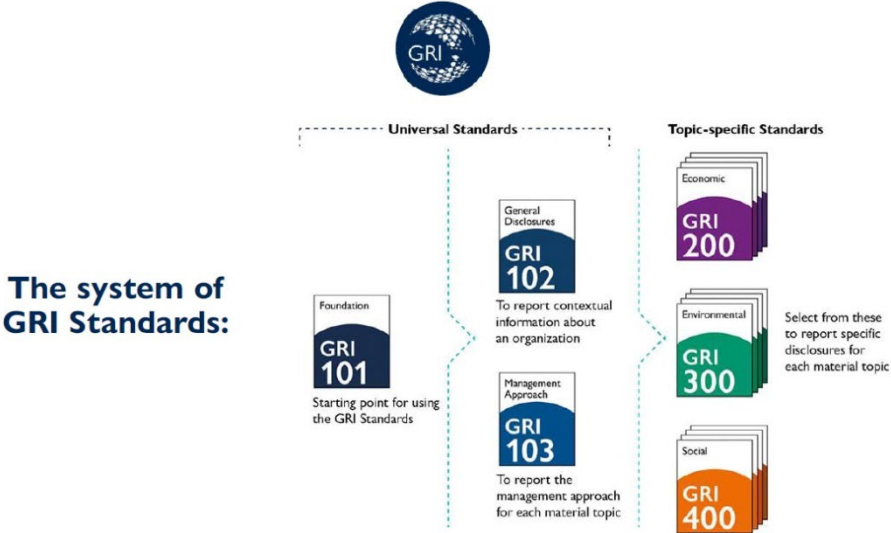 GRI
The system of
GRI Standards:
Universal Standards
Foundation
GRI
101
Starting point for using
the GRI Standards
General
Disclosures
GRI
102
To report contextual
information about
an organization
Management
Approach
GRI
103
To report the
management approach
for each material topic
Topic-specific Standards
Economic
GRI
200
Environmental
GRI
300
Social
GRI
400
Select from these
to report specific
disclosures for
each material topic